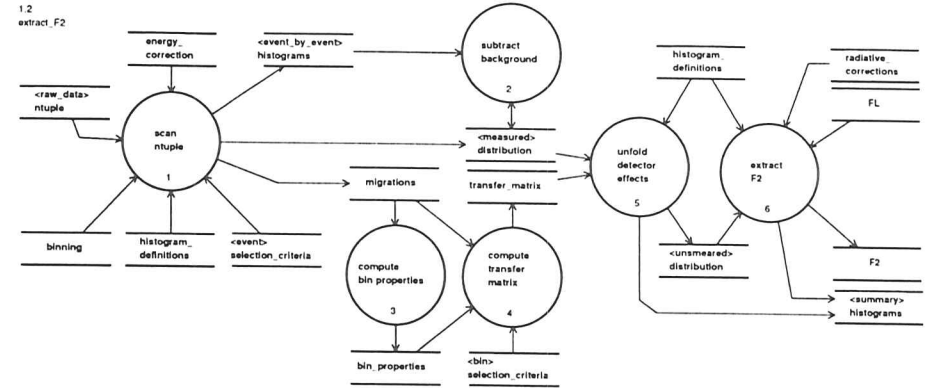 1.2
extract_F2
energy_
correction
<event_by_event>
histograms
subtract
background
2
histogram_
definitions
radiative_
corrections
<raw_data>
ntuple
FL
scan
ntuple
1
<measured>
distribution
unfold
detector
effects
5
extract
F2
6
migrations
transfer_matrix
binning
histogram_
definitions
<event>
selection_criteria
compute
bin properties
3
compute
transfer
matrix
4
<unsmeared>
distribution
F2
<summary>
histograms
bin_properties
<bin>
selection_criteria